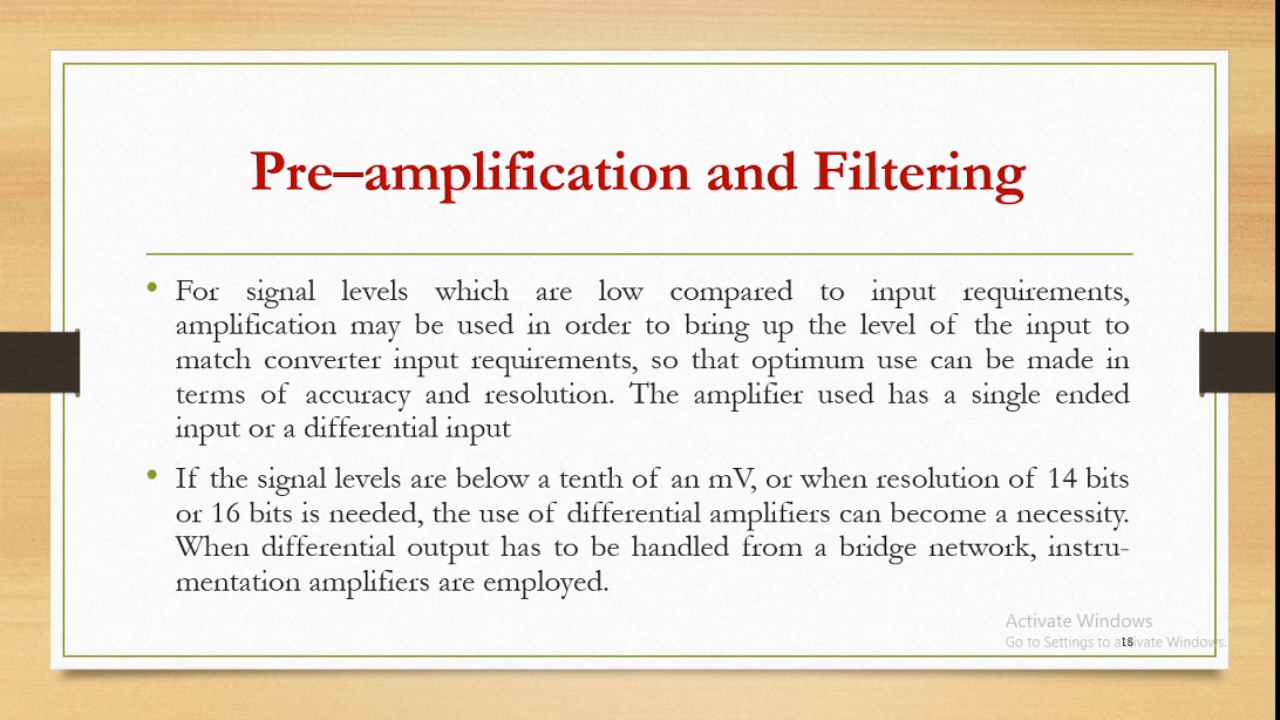 Pre–amplification and Filtering
• For signal levels which are low compared to input requirements,
amplification may be used in order to bring up the level of the input to
match converter input requirements, so that optimum use can be made in
terms of accuracy and resolution. The amplifier used has a single ended
input or a differential input
• If the signal levels are below a tenth of an mV, or when resolution of 14 bits
or 16 bits is needed, the use of differential amplifiers can become a necessity.
When differential output has to be handled from a bridge network, instru-
mentation amplifiers are employed.
Activate Windows
Go to Settings to activate Windows.
18